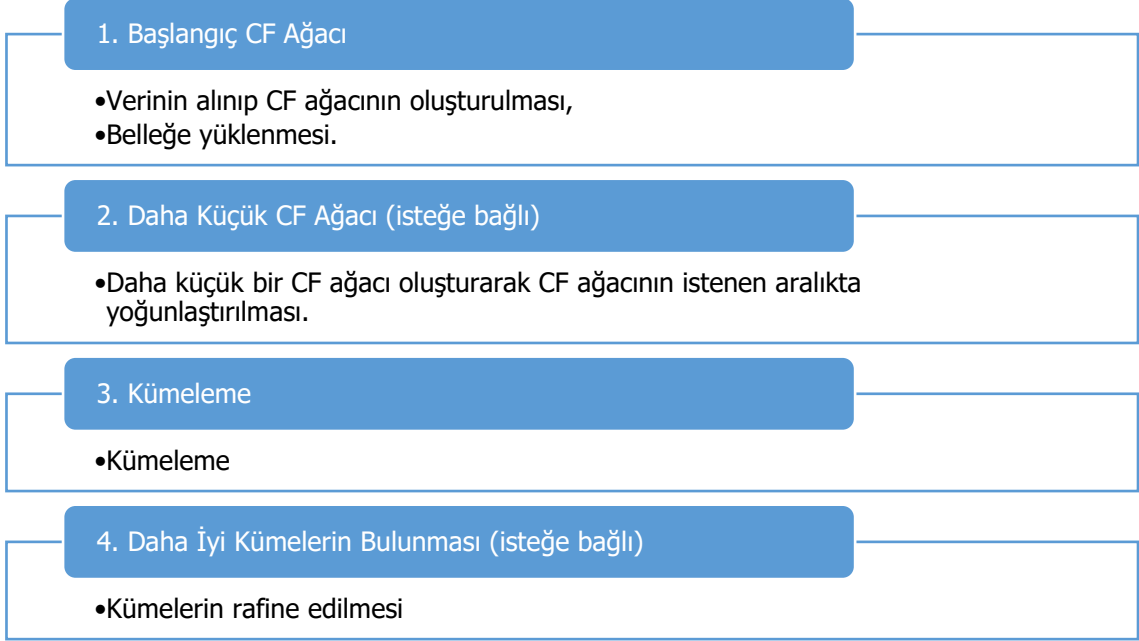 1. Başlangıç CF Ağacı
•Verinin alınıp CF ağacının oluşturulması,
•Belleğe yüklenmesi.
2. Daha Küçük CF Ağacı (isteğe bağlı)
•Daha küçük bir CF ağacı oluşturarak CF ağacının istenen aralıkta
yoğunlaştırılması.
3. Kümeleme
•Kümeleme
4. Daha İyi Kümelerin Bulunması (isteğe bağlı)
•Kümelerin rafine edilmesi